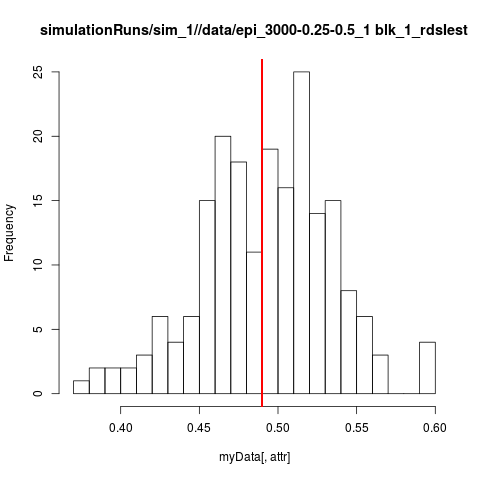 simulationRuns/sim_1//data/epi_3000-0.25-0.5_1 blk_1_rdslest
Frequency
25
20
15
10
5
0
0.40 0.45 0.50 0.55 0.60
myData[, attr]